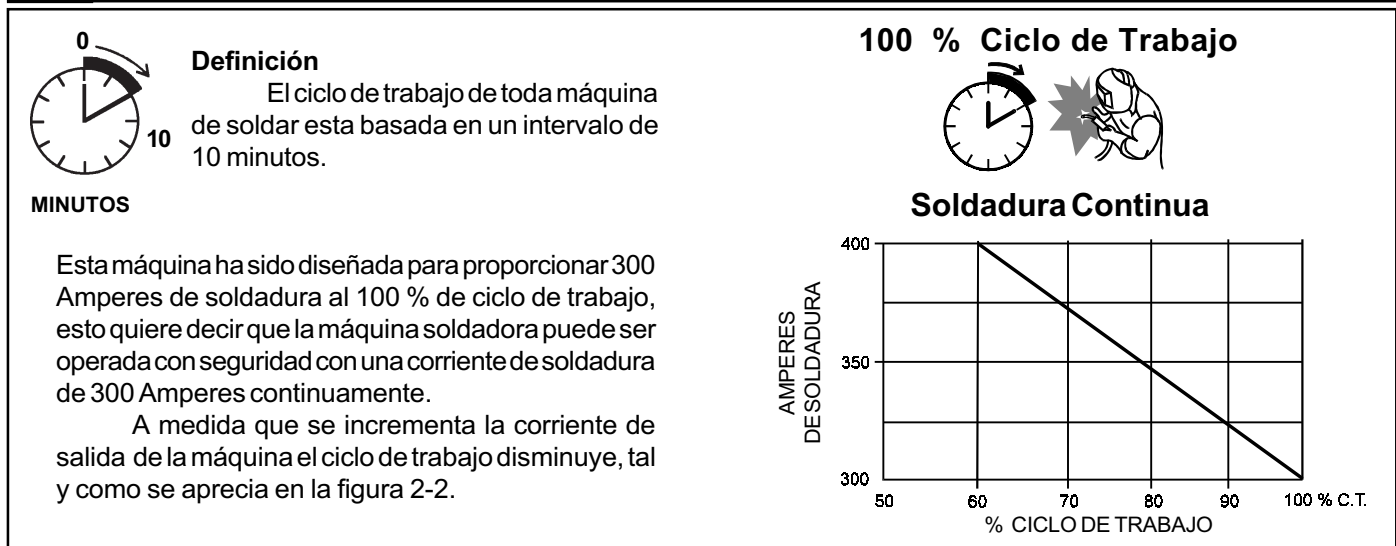 0
10
MINUTOS
Definición
El ciclo de trabajo de toda máquina
de soldar esta basada en un intervalo de
10 minutos.
Esta máquina ha sido diseñada para proporcionar 300
Amperes de soldadura al 100 % de ciclo de trabajo,
esto quiere decir que la máquina soldadora puede ser
operada con seguridad con una corriente de soldadura
de 300 Amperes continuamente.
A medida que se incrementa la corriente de
salida de la máquina el ciclo de trabajo disminuye, tal
y como se aprecia en la figura 2-2.
100 % Ciclo de Trabajo
Soldadura Continua
AMPERES
DE SOLDADURA
400
350
300
50 60 70 80 90 100 % C.T.
% CICLO DE TRABAJO